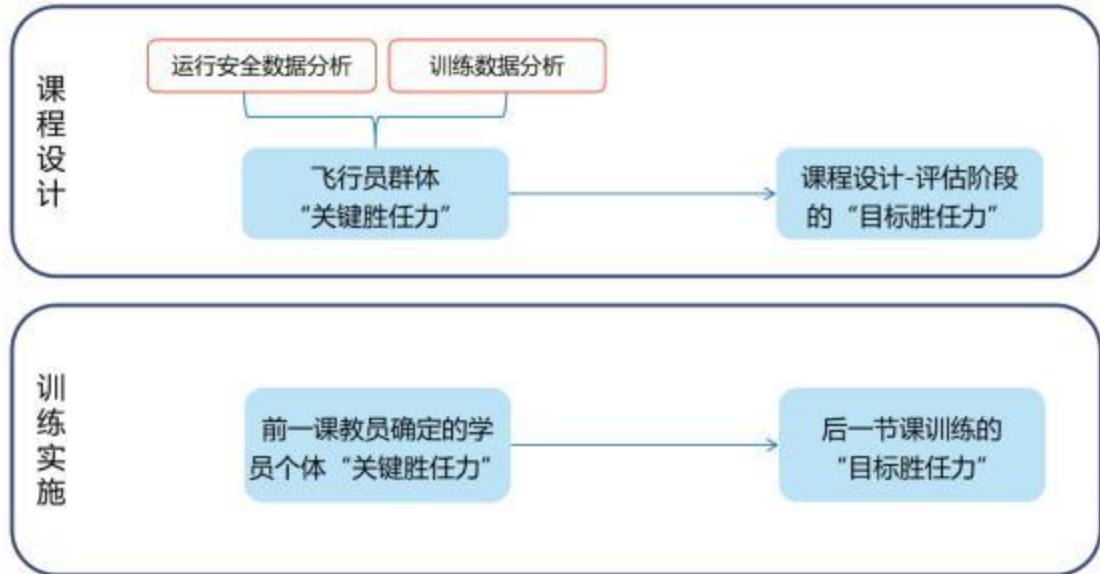 课程设计
运行安全数据分析
训练数据分析
飞行员群体
“关键胜任力”
课程设计-评估阶段
的“目标胜任力”
训练实施
前一课教员确定的学
员个体“关键胜任力”
后一节课训练的
“目标胜任力”